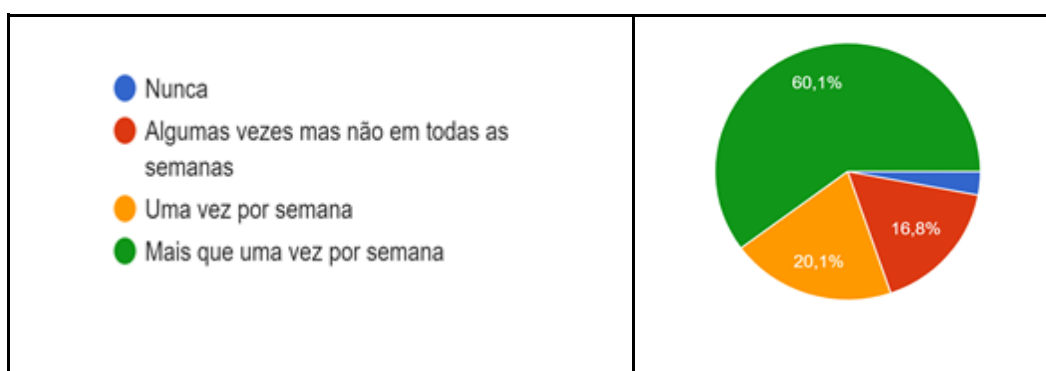 Nunca
Algumas vezes mas não em todas as
semanas
Uma vez por semana
Mais que uma vez por semana
60,1%
16,8%
20,1%